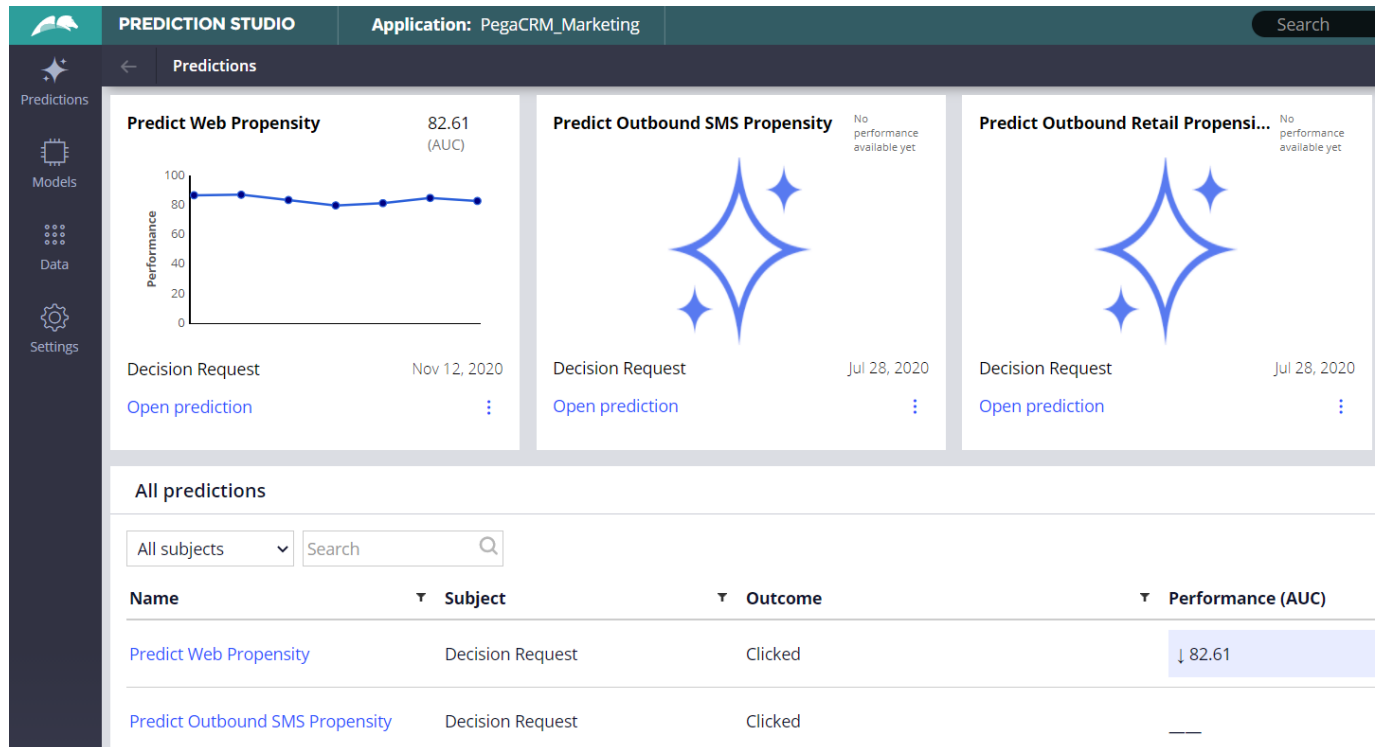 PREDICTION STUDIO
Application: PegaCRM_Marketing
Search
Predictions
Predictions
Models
Data
Settings
Predict Web Propensity
82.61
(AUC)
100
80
60
40
20
0
Performance
Decision Request
Nov 12, 2020
Open prediction
Predict Outbound SMS Propensity
No
performance
available yet
Decision Request
Jul 28, 2020
Open prediction
Predict Outbound Retail Propensi...
No
performance
available yet
Decision Request
Jul 28, 2020
Open prediction
All predictions
All subjects
Search
Name Subject Outcome Performance (AUC)
Predict Web Propensity Decision Request Clicked ↓ 82.61
Predict Outbound SMS Propensity Decision Request Clicked __